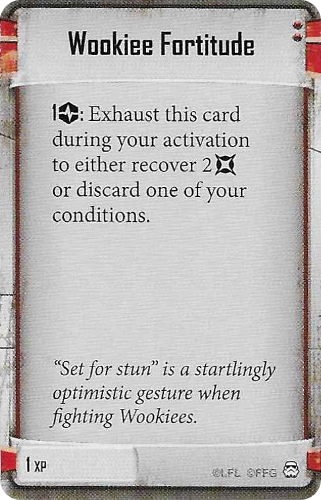 Wookiee Fortitude
1: Exhaust this card
during your activation
to either recover 2
or discard one of your
conditions.
“Set for stun” is a startlingly
optimistic gesture when
fighting Wookiees.
1 XP
©LFL ©FFG